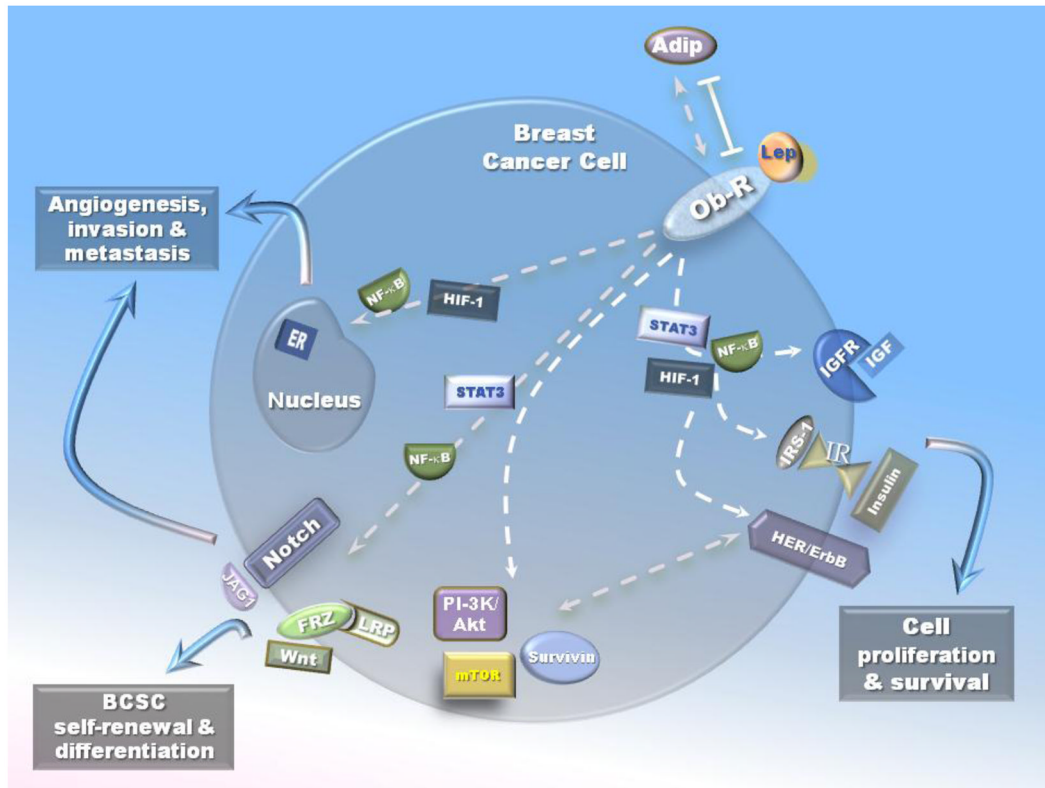 Adip
Breast
Cancer Cell
Lep
Ob-R
Angiogenesis,
invasion &
metastasis
NF-κB
HIF-1
ER
Nucleus
STAT3
NF-κB
HIF-1
IGFR
IGF
STAT3
NF-κB
IRS-1
IR
Insulin
Notch
HER/ErbB
JAG1
FRZ
LRP
Wnt
PI-3K/
Akt
Survivin
mTOR
Cell
proliferation
& survival
BCSC
self-renewal &
differentiation